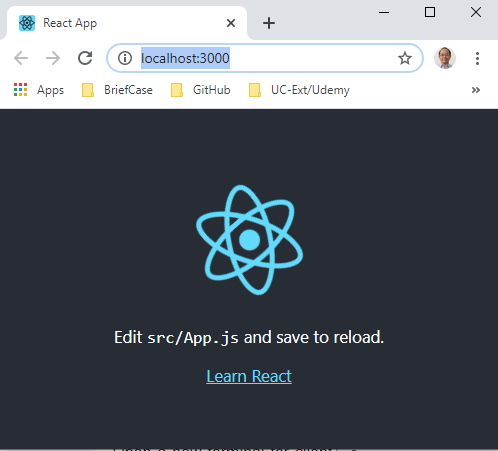 React App
localhost:3000
Apps BriefCase GitHub UC-Ext/Udemy
Edit src/App.js and save to reload.
Learn React